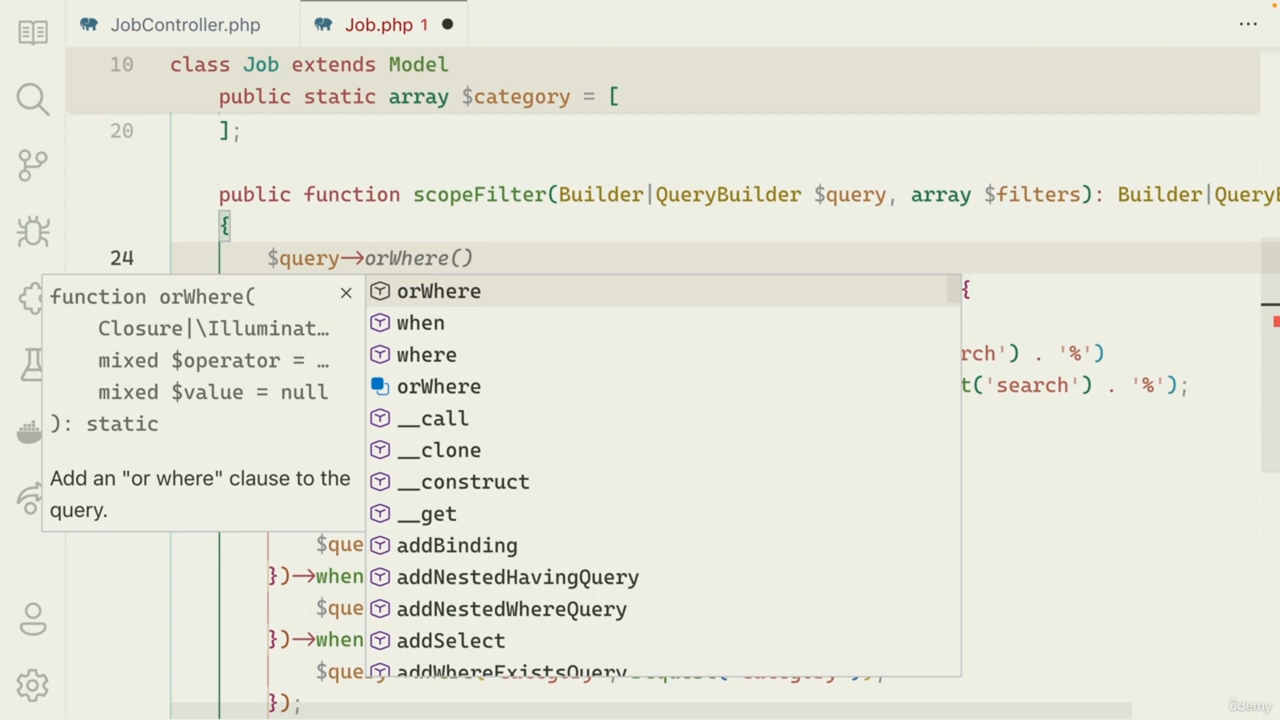 JobController.php
Job.php 1
10 class Job extends Model
public static array $category = [
20 ];
public function scopeFilter(Builder|QueryBuilder $query, array $filters): Builder|QueryB
{
24 $query->orWhere()
{
rch') . '%')
t('search') . '%');
function orWhere(
Closure|\Illuminat…
mixed $operator = …
mixed $value = null
): static
Add an "or where" clause to the
query.
orWhere
when
where
orWhere
__call
__clone
__construct
__get
addBinding
addNestedHavingQuery
addNestedWhereQuery
addSelect
addWhereExistsQuery
$que
})->when
$que
})->when
$que
});
ûdemy